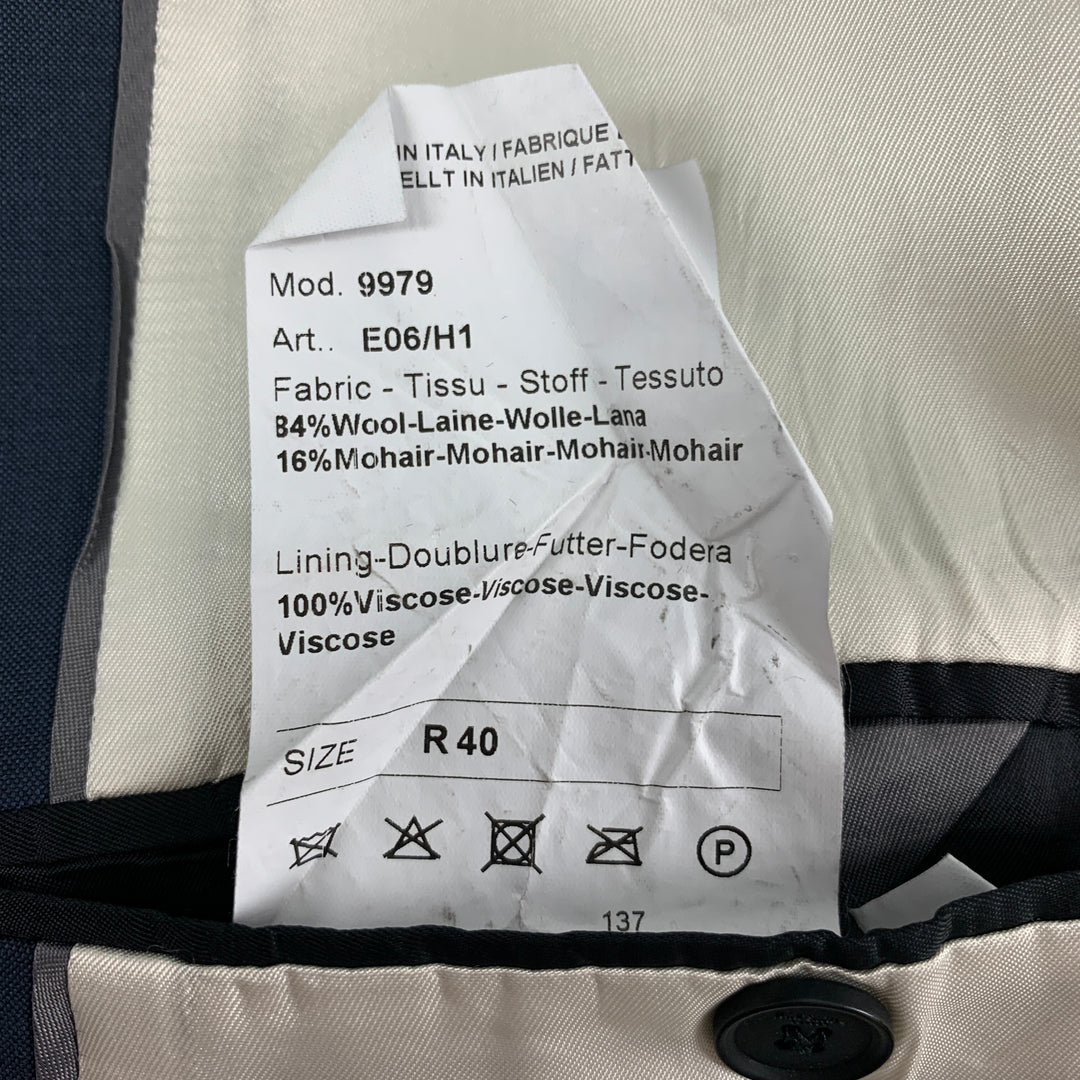 IN ITALY / FABRIQUE
ELLT IN ITALIEN / FATT
Mod. 9979
Art.. E06/H1
Fabric - Tissu - Stoff - Tessuto
84%Wool-Laine-Wolle-Lana
16%Mohair-Mohair-Mohair-Mohair
Lining-Doublure-Futter-Fodera
100%Viscose-Viscose-Viscose-
Viscose
SIZE R 40
P
137